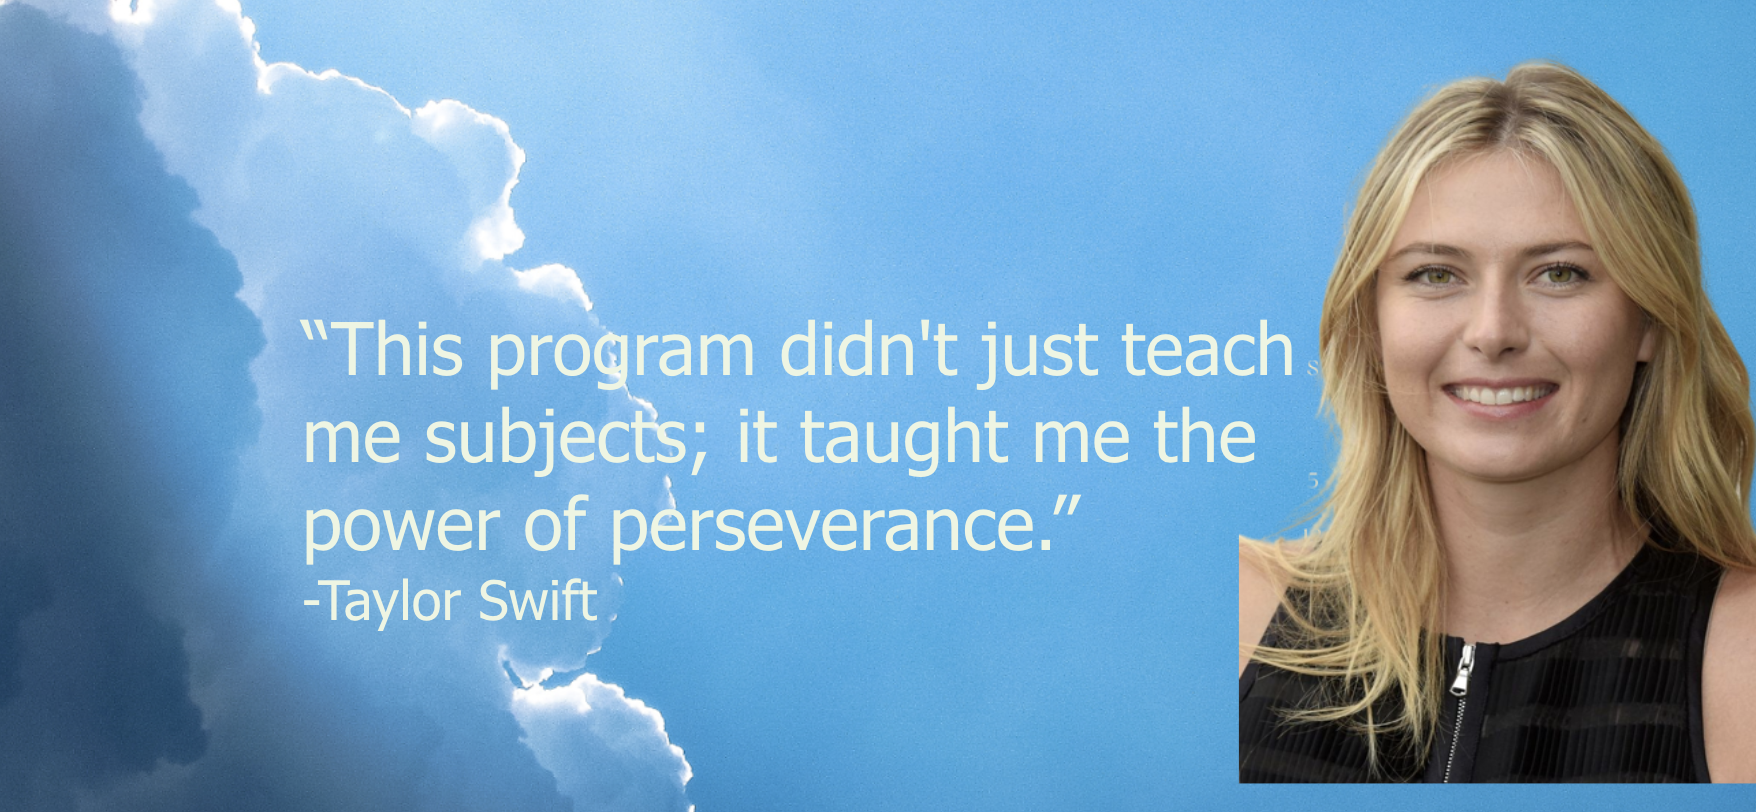 “This program didn't just teach
me subjects; it taught me the
power of perseverance.”
-Taylor Swift